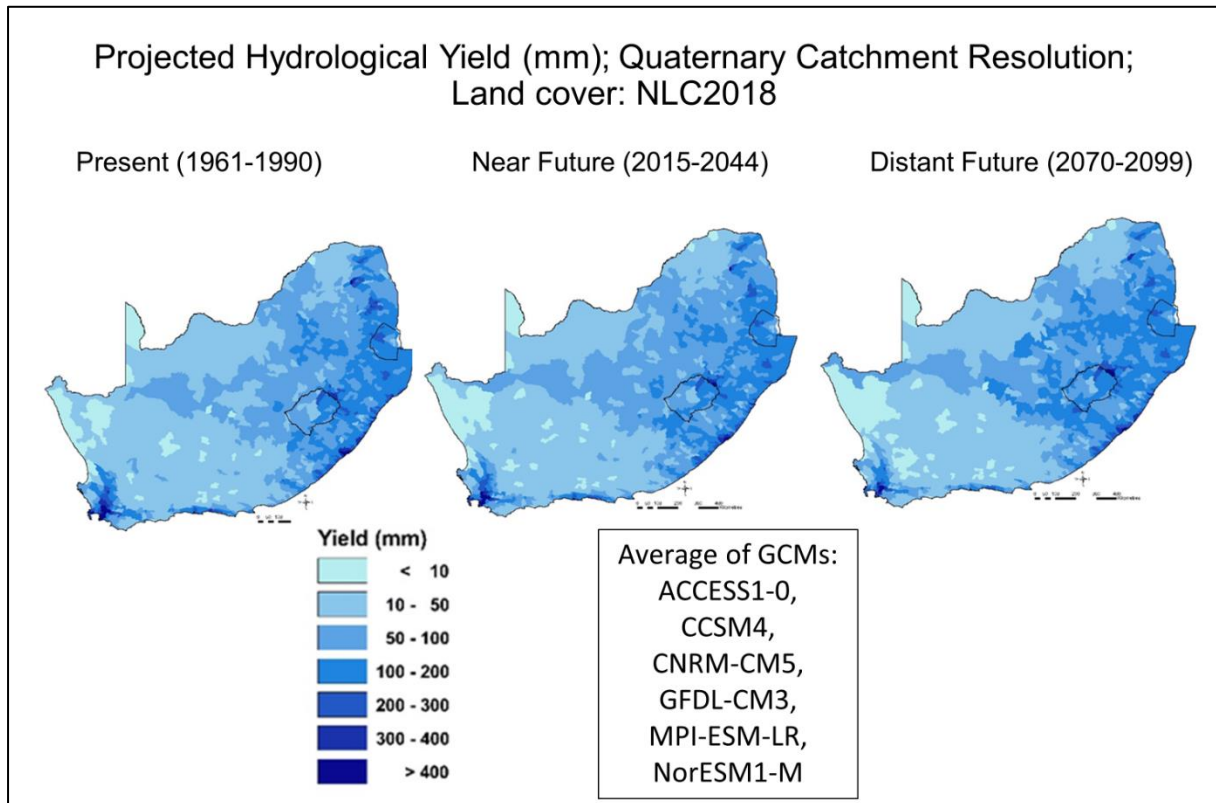 Projected Hydrological Yield (mm); Quaternary Catchment Resolution;
Land cover: NLC2018
Present (1961-1990)
Near Future (2015-2044)
Distant Future (2070-2099)
Yield (mm)
< 10
10 - 50
50 - 100
100 - 200
200 - 300
300 - 400
> 400
Average of GCMs:
ACCESS1-0,
CCSM4,
CNRM-CM5,
GFDL-CM3,
MPI-ESM-LR,
NorESM1-M